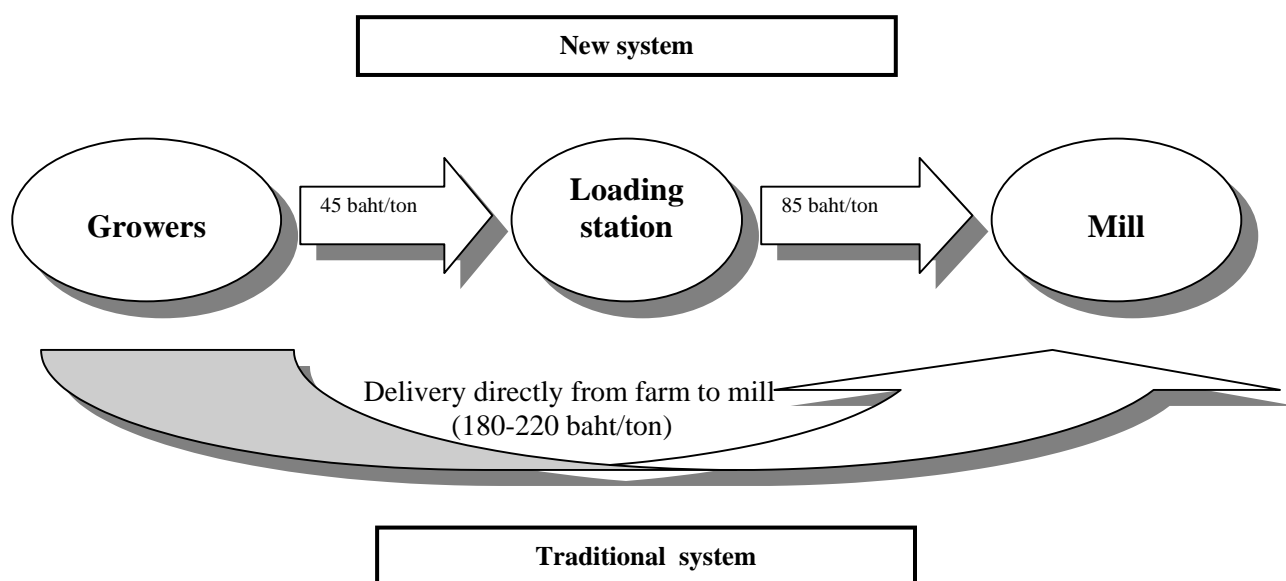 New system
Growers
45 baht/ton
Loading
station
85 baht/ton
Mill
Delivery directly from farm to mill
(180-220 baht/ton)
Traditional system